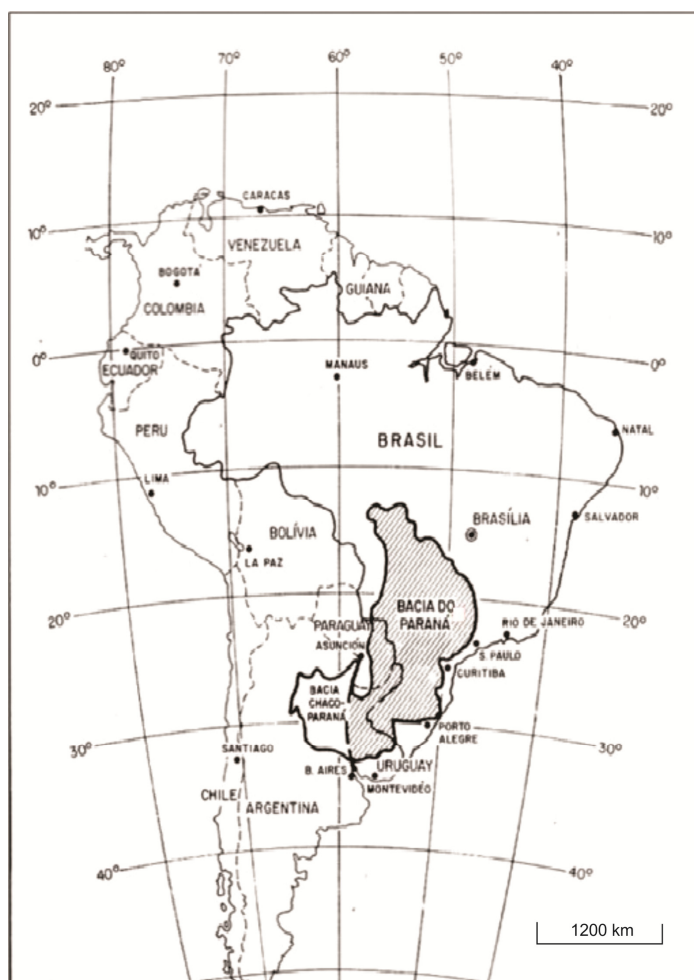 80º 70º 60º 50º 40º
20º 20º
CARACAS
10º 10º
VENEZUELA
BOGOTA
GUIANA
COLOMBIA
0º QUITO 0º
ECUADOR
MANAUS
BELÉM
PERU
BRASIL
NATAL
LIMA
10º 10º
BOLÍVIA
BRASÍLIA
SALVADOR
LA PAZ
20º 20º
PARAGUAY
BACIA DO
PARANÁ
RIO DE JANEIRO
ASUNCIÓN
S. PAULO
CURITIBA
BACIA
CHACO-
PARANÁ
PORTO
ALEGRE
30º 30º
SANTIAGO
B. AIRES
URUGUAY
MONTEVIDÉO
CHILE
ARGENTINA
40º 40º
1200 km